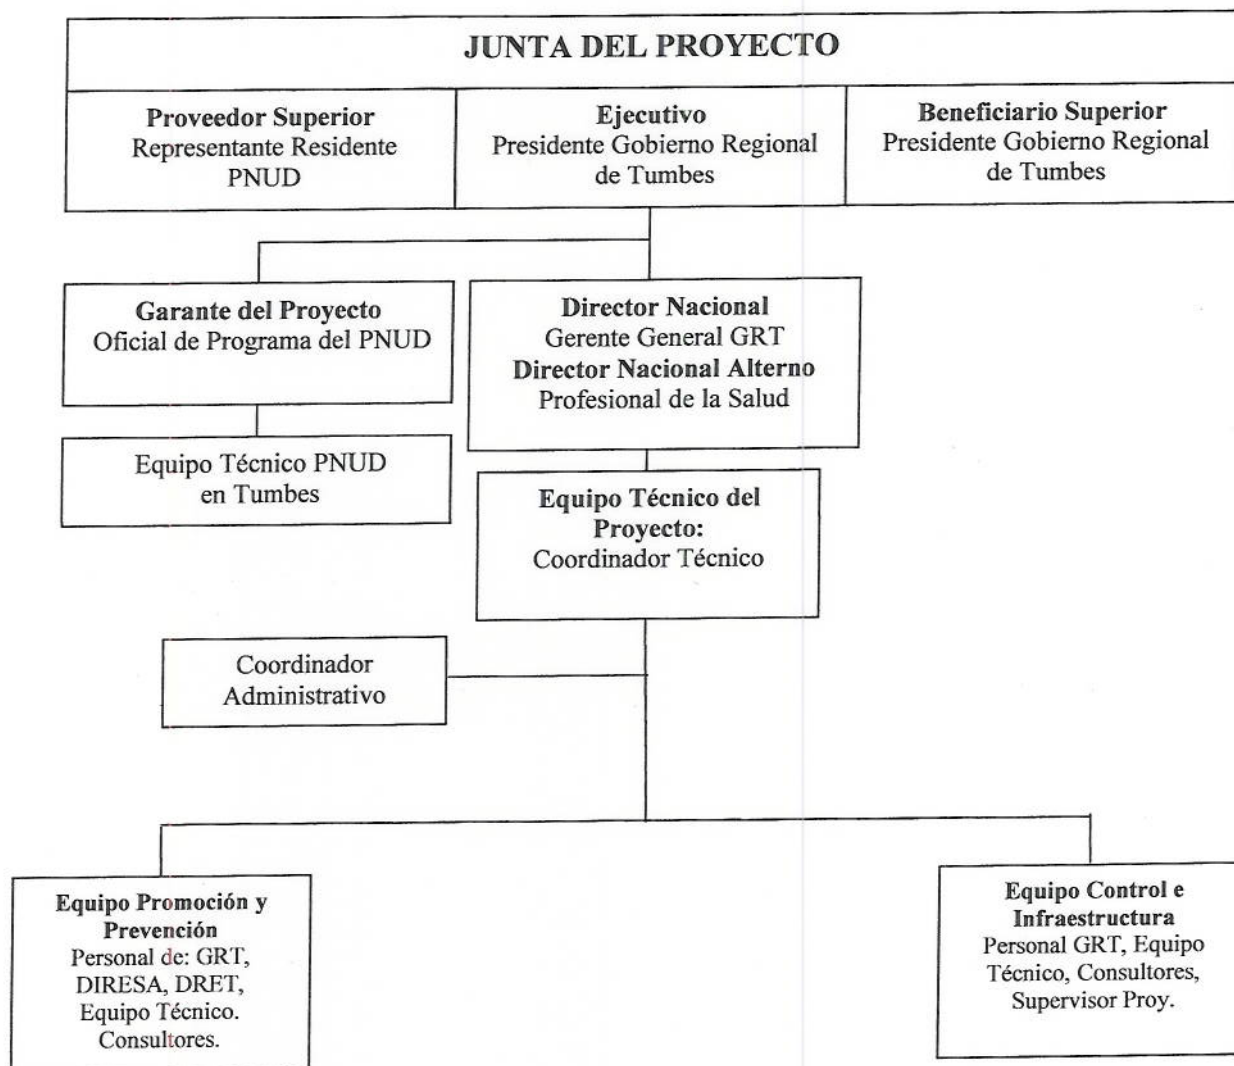 JUNTA DEL PROYECTO
Proveedor Superior
Representante Residente
PNUD
Ejecutivo
Presidente Gobierno Regional
de Tumbes
Beneficiario Superior
Presidente Gobierno Regional
de Tumbes
Garante del Proyecto
Oficial de Programa del PNUD
Director Nacional
Gerente General GRT
Director Nacional Alterno
Profesional de la Salud
Equipo Técnico PNUD
en Tumbes
Equipo Técnico del
Proyecto:
Coordinador Técnico
Coordinador
Administrativo
Equipo Promoción y
Prevención
Personal de: GRT,
DIRESA, DRET,
Equipo Técnico.
Consultores.
Equipo Control e
Infraestructura
Personal GRT, Equipo
Técnico, Consultores,
Supervisor Proy.